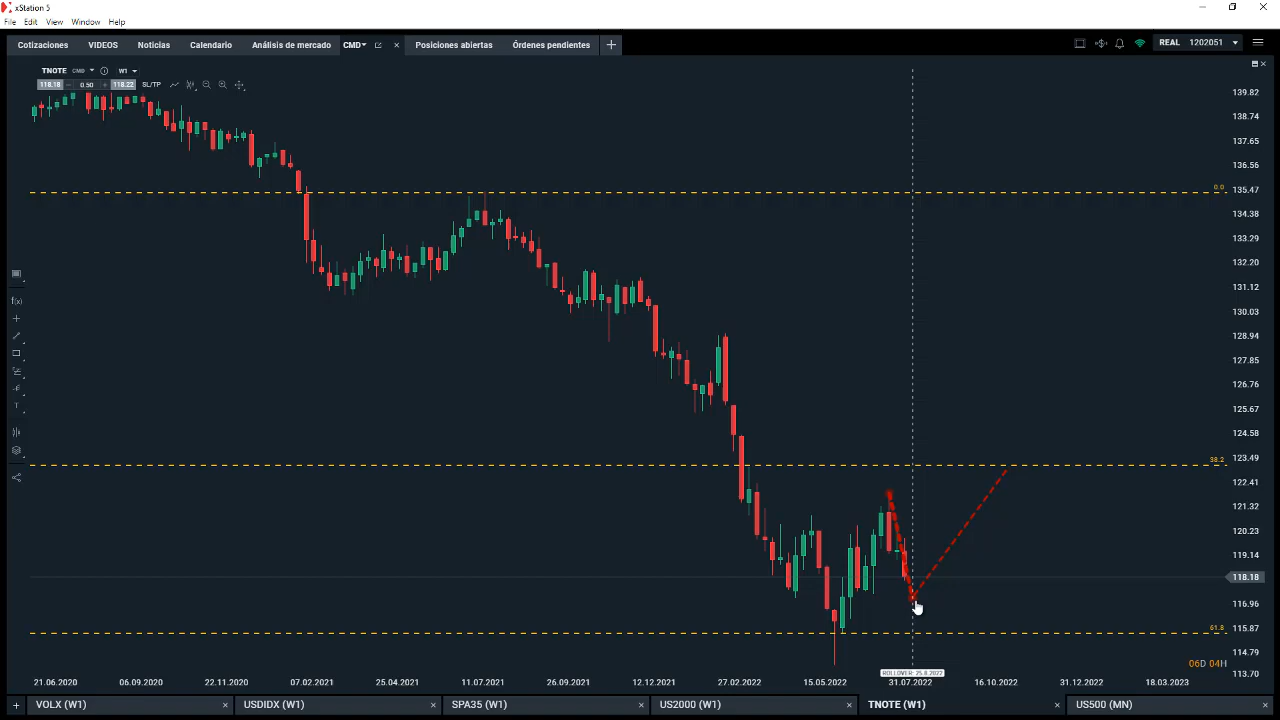 xStation 5
File Edit View Window Help
Cotizaciones VIDEOS Noticias Calendario Análisis de mercado CMD Posiciones abiertas Órdenes pendientes + REAL 1202051
TNOTE CMD W1
118.18 0.50 118.22 SL/TP
139.82
138.74
137.65
136.56
135.47
134.38
133.29
132.20
131.12
130.03
128.94
127.85
126.76
125.67
124.58
123.49
122.41
121.32
120.23
119.14
118.18
116.96
115.87
114.79
113.70
0.0
38.2
61.8
f(x)
T
06D 04H
ROLLOVER: 25.8.2022
21.06.2020 06.09.2020 22.11.2020 07.02.2021 25.04.2021 11.07.2021 26.09.2021 12.12.2021 27.02.2022 15.05.2022 31.07.2022 16.10.2022 31.12.2022 18.03.2023
+ VOLX (W1) USDIDX (W1) SPA35 (W1) US2000 (W1) TNOTE (W1) US500 (MN)